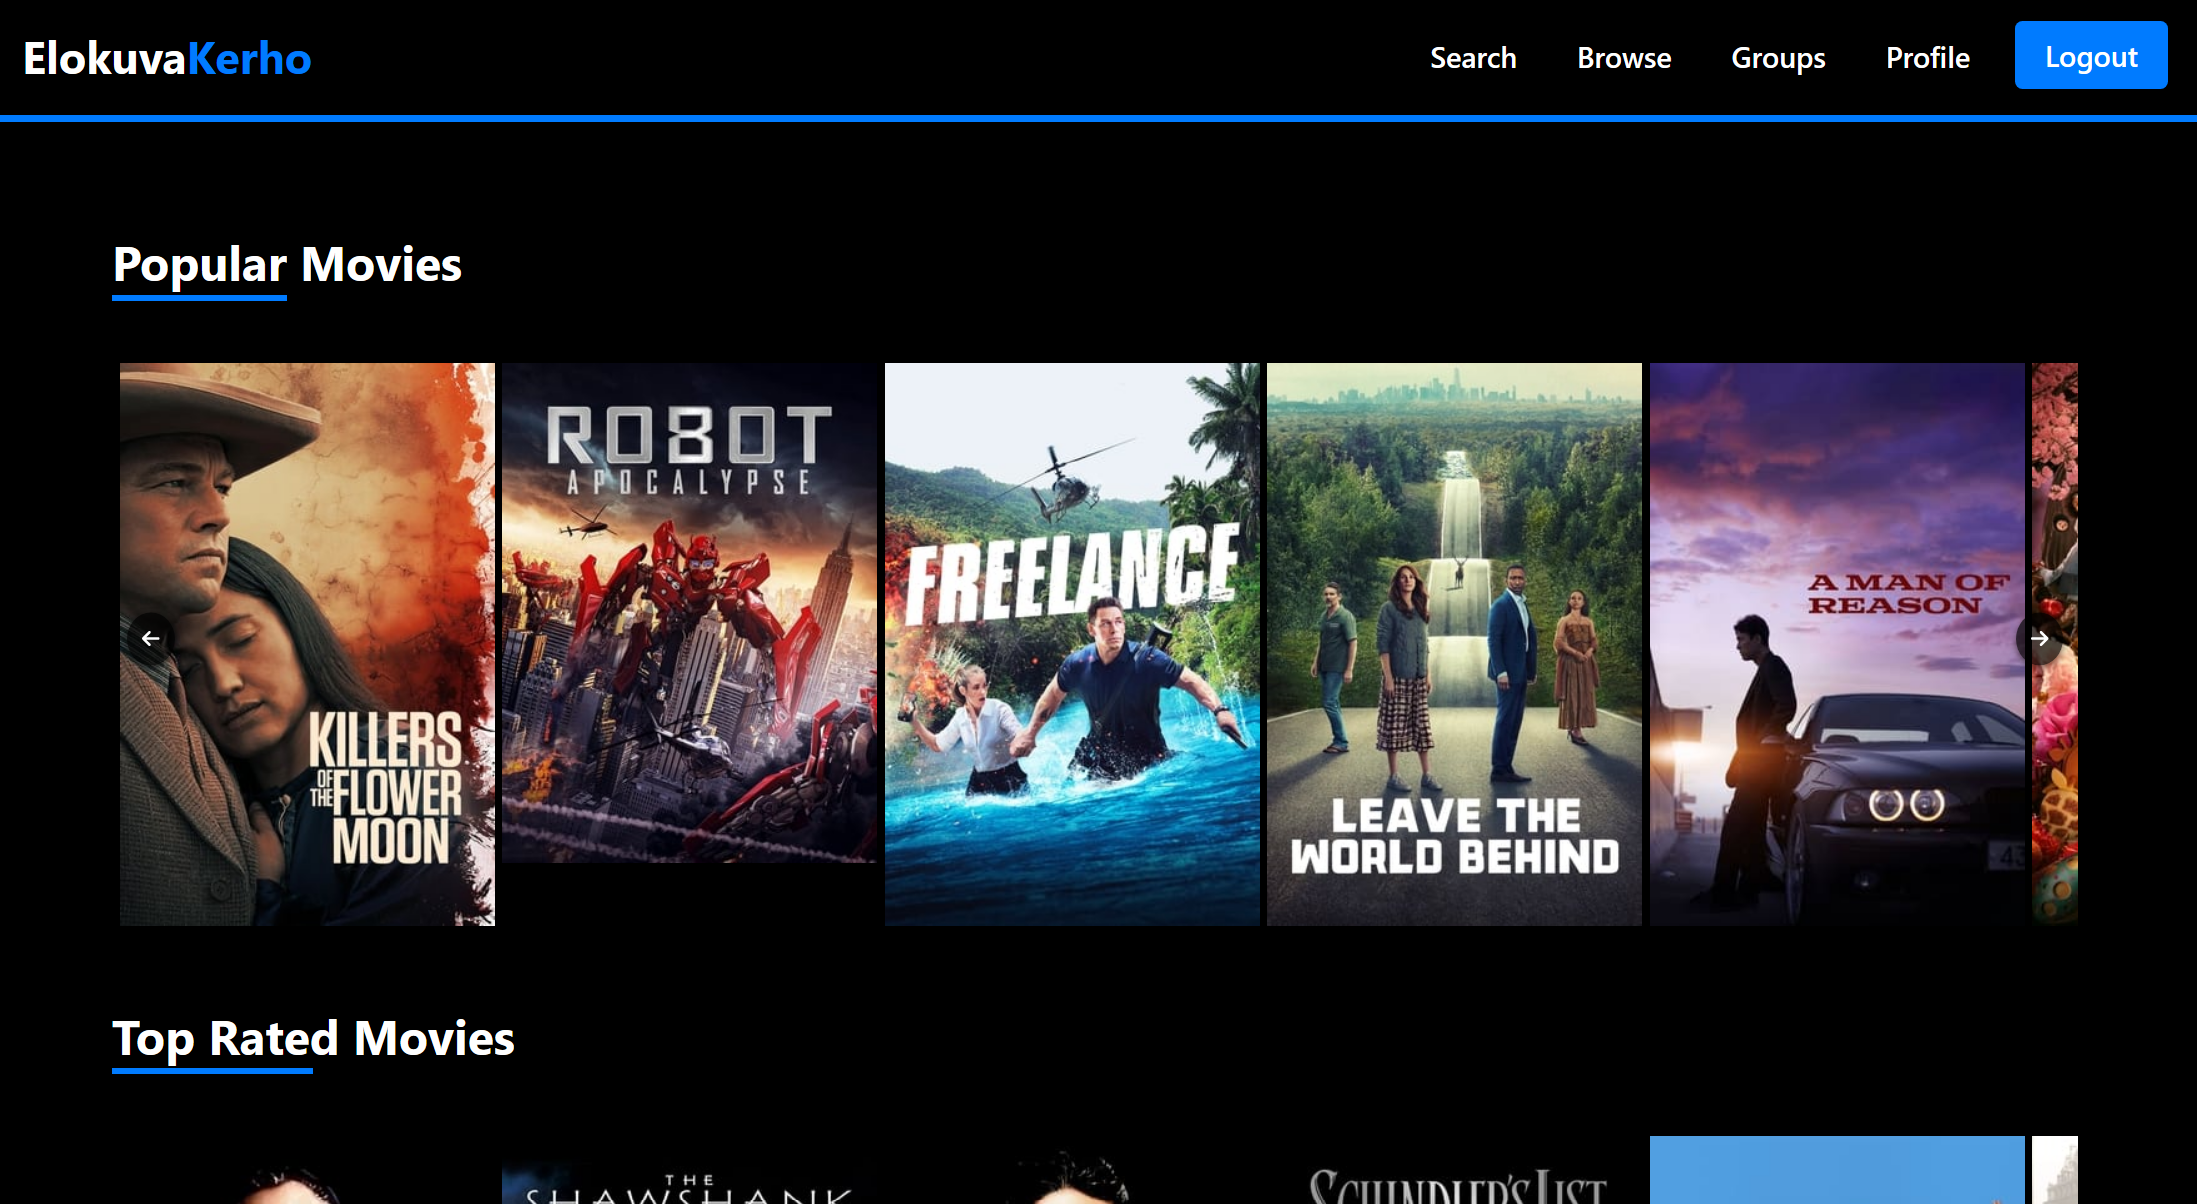 ElokuvaKerho
Search Browse Groups Profile Logout
Popular Movies
KILLERS
OF THE FLOWER
MOON
ROBOT
APOCALYPSE
FREELANCE
LEAVE THE
WORLD BEHIND
A MAN OF
REASON
43
Top Rated Movies
THE
SHAWSHANK
SCHINDLER'S LIST